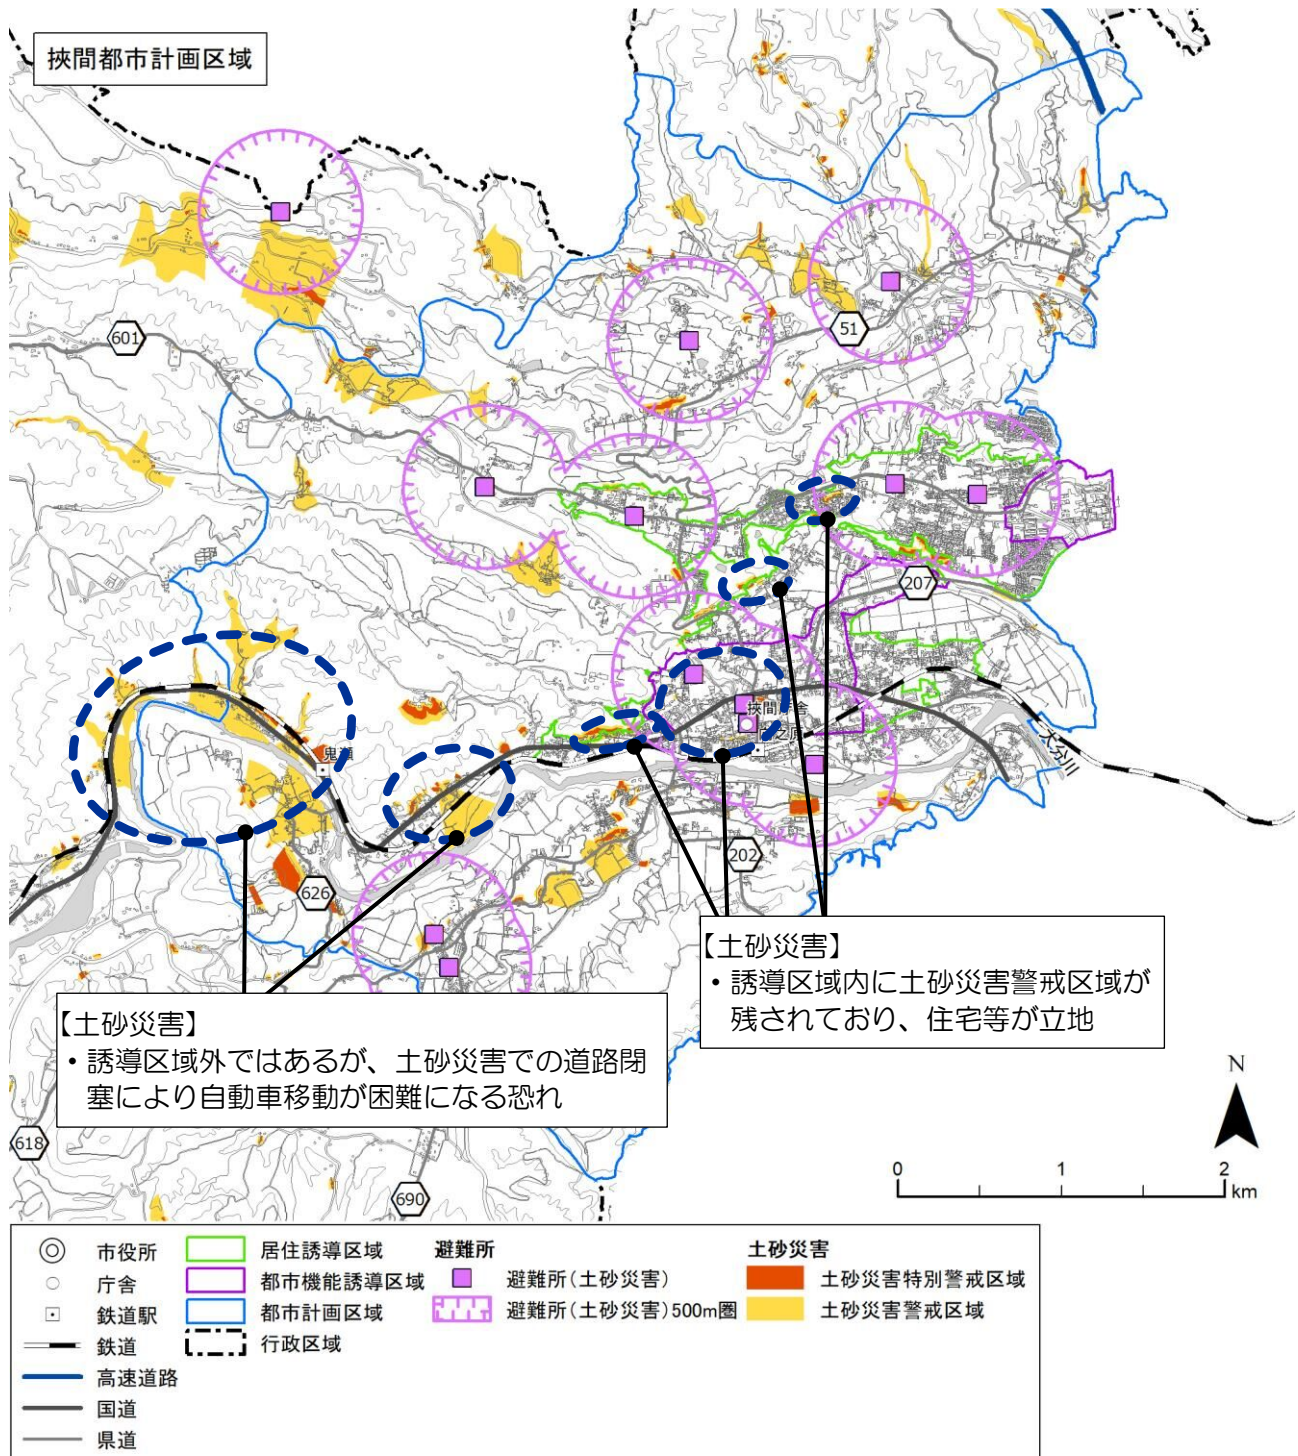 挾間都市計画区域
601
51
207
鬼瀬
挾間庁舎
大分川
202
626
【土砂災害】
・誘導区域内に土砂災害警戒区域が
残されており、住宅等が立地
【土砂災害】
・誘導区域外ではあるが、土砂災害での道路閉
塞により自動車移動が困難になる恐れ
618
690
N
0 1 2
km
市役所
庁舎
鉄道駅
鉄道
高速道路
国道
県道
居住誘導区域
都市機能誘導区域
都市計画区域
行政区域
避難所
避難所(土砂災害)
避難所(土砂災害)500m圏
土砂災害
土砂災害特別警戒区域
土砂災害警戒区域